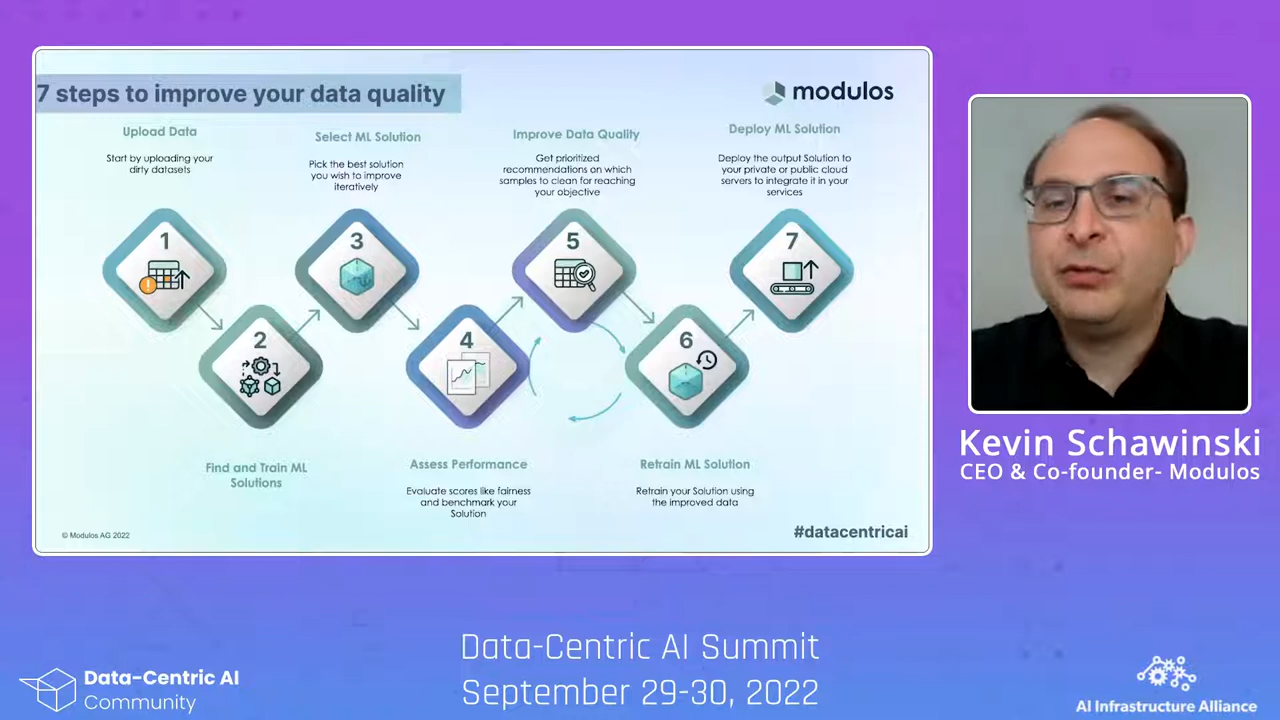 7 steps to improve your data quality
modulos
Upload Data
Start by uploading your
dirty datasets
1
2
Find and Train ML
Solutions
Select ML Solution
Pick the best solution
you wish to improve
iteratively
3
4
Assess Performance
Evaluate scores like fairness
and benchmark your
Solution
Improve Data Quality
Get prioritized
recommendations on which
samples to clean for reaching
your objective
5
6
Retrain ML Solution
Retrain your Solution using
the improved data
Deploy ML Solution
Deploy the output Solution to
your private or public cloud
servers to integrate it in your
services
7
© Modulos AG 2022
#datacentricai
Kevin Schawinski
CEO & Co-founder- Modulos
Data-Centric AI Summit
September 29-30, 2022
Data-Centric AI
Community
AI Infrastructure Alliance